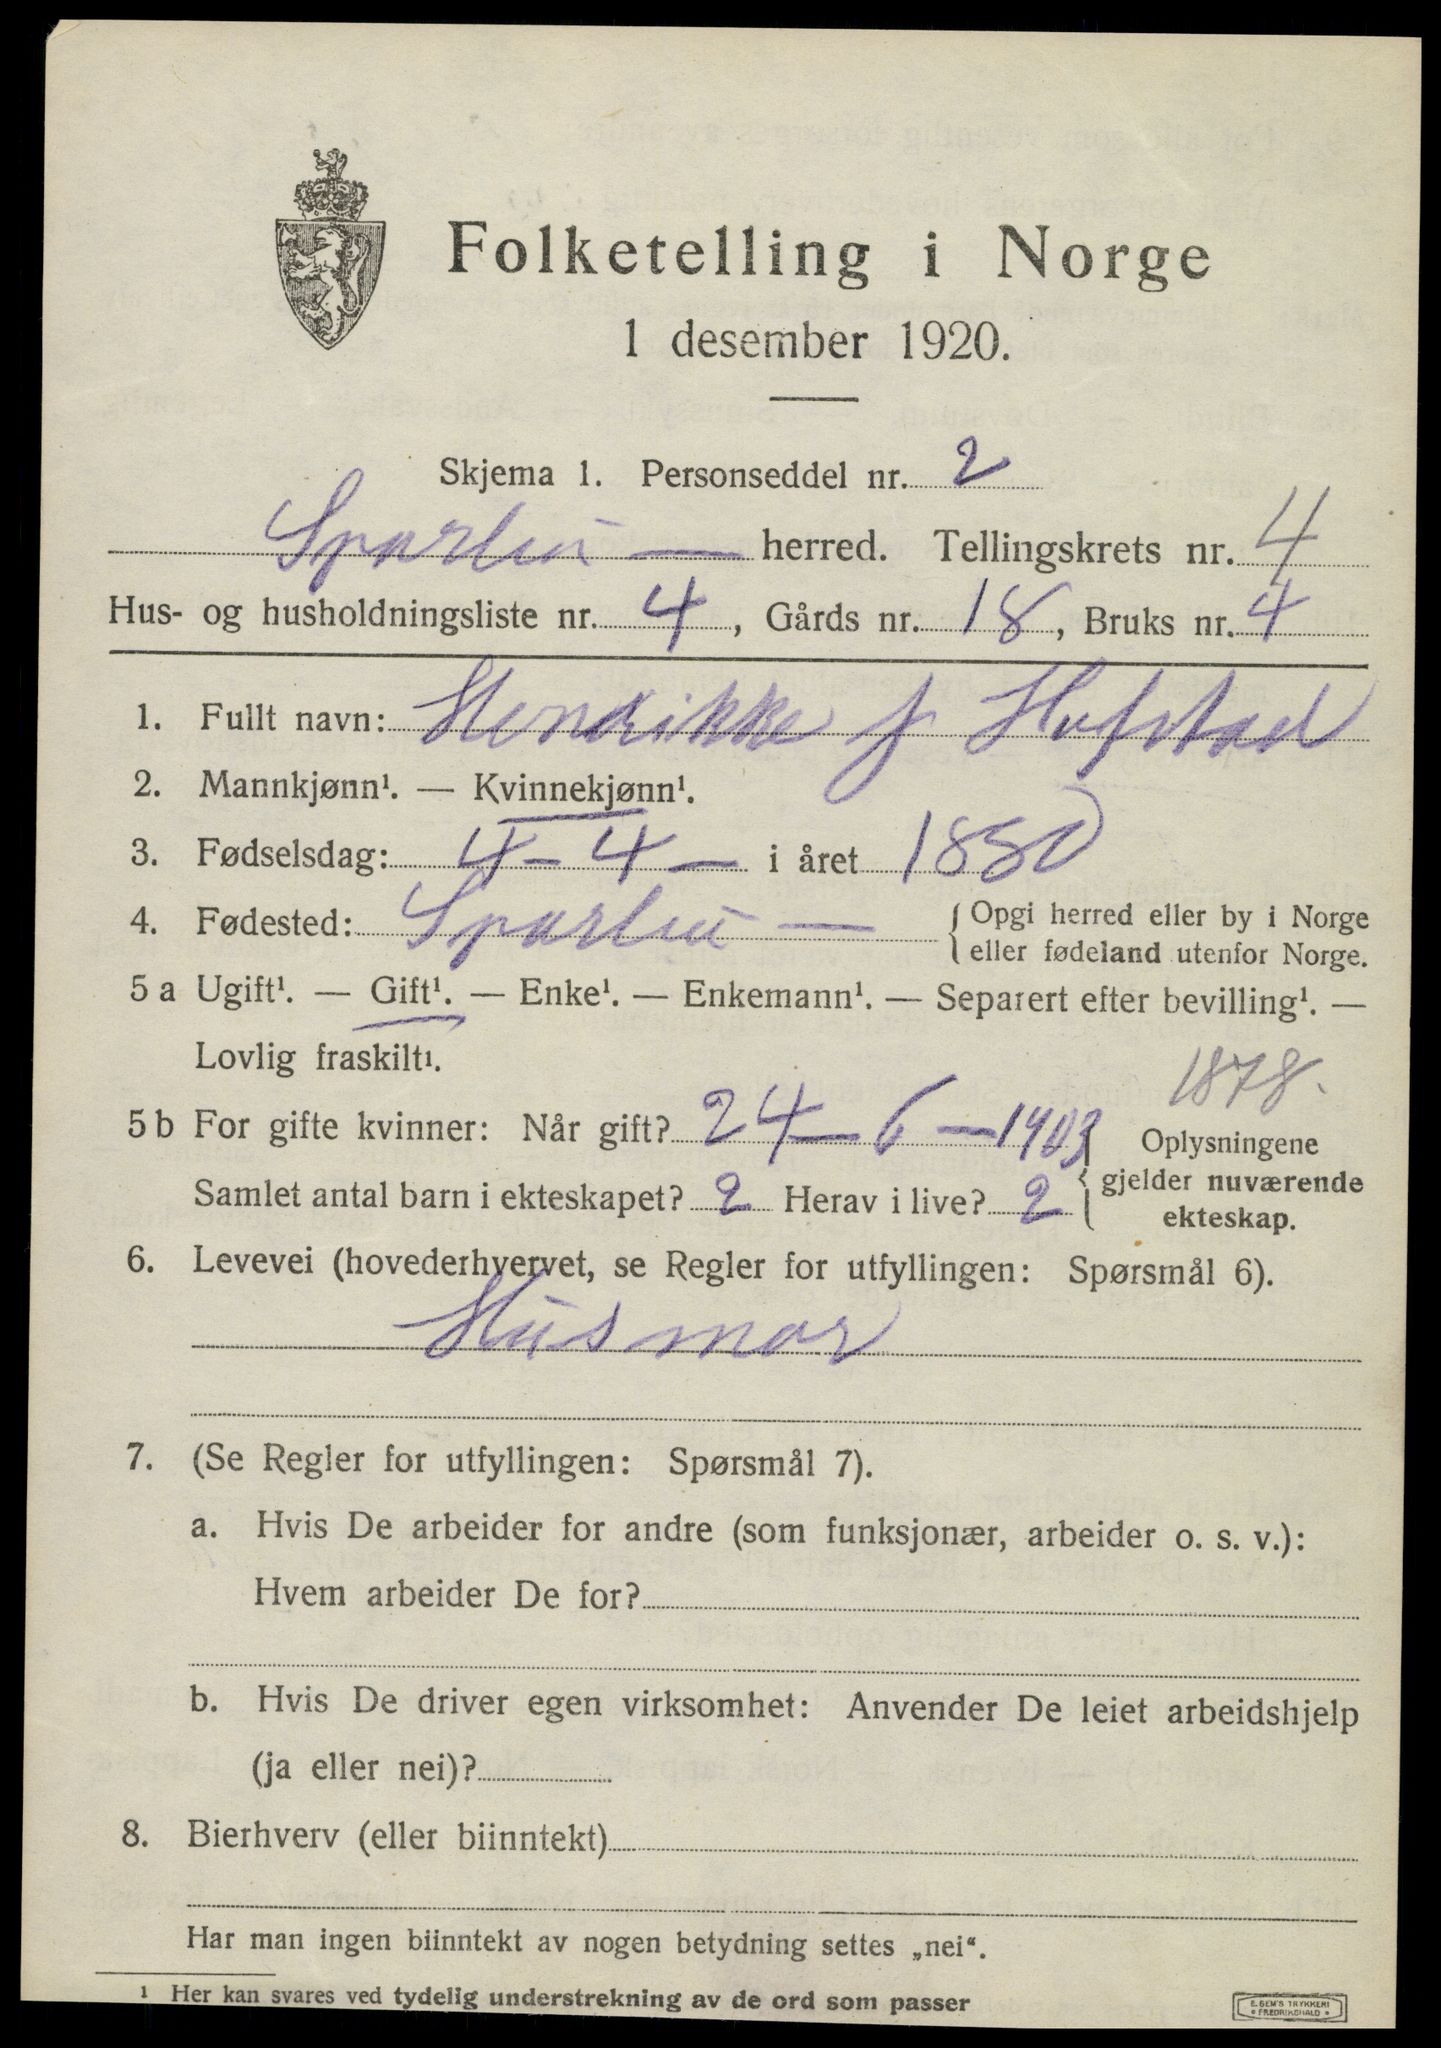 Folketelling i Norge
1 desember 1920.
Skjema 1. Personseddel nr. 2
Sparbu — herred. Tellingskrets nr. 4
Hus- og husholdningsliste nr. 4, Gårds nr. 18, Bruks nr. 4
1. Fullt navn: Henrikke J Hofstad
2. Mannkjønn¹. — Kvinnekjønn¹.
3. Fødselsdag: 4 - 4 — i året 1880
4. Fødested: Sparbu — { Opgi herred eller by i Norge
eller fødeland utenfor Norge.
5 a Ugift¹. — Gift¹. — Enke¹. — Enkemann¹. — Separert efter bevilling¹. —
Lovlig fraskilt¹.
1878.
5 b For gifte kvinner: Når gift? 24 — 6 — 1903 } Oplysningene
Samlet antal barn i ekteskapet? 2 Herav i live? 2 gjelder nuværende
ekteskap.
6. Levevei (hovederhvervet, se Regler for utfyllingen: Spørsmål 6).
Husmor
7. (Se Regler for utfyllingen: Spørsmål 7).
a. Hvis De arbeider for andre (som funksjonær, arbeider o. s. v.):
Hvem arbeider De for?
b. Hvis De driver egen virksomhet: Anvender De leiet arbeidshjelp
(ja eller nei)?
8. Bierhverv (eller biinntekt)
Har man ingen biinntekt av nogen betydning settes „nei“.
¹ Her kan svares ved tydelig understrekning av de ord som passer
E. SEM'S TRYKKERI
• FREDRIKSHALD •